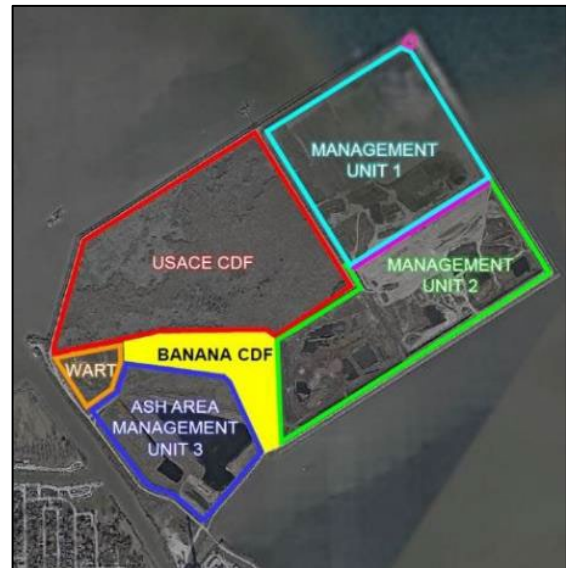 MANAGEMENT
UNIT 1
USACE CDF
MANAGEMENT
UNIT 2
BANANA CDF
WART
ASH AREA
MANAGEMENT
UNIT 3